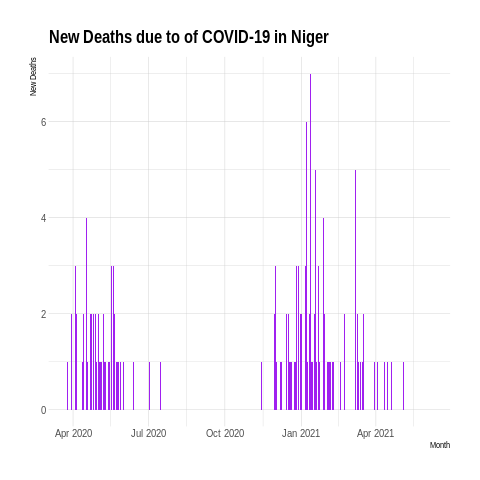 New Deaths due to of COVID-19 in Niger
New Deaths
6
4
2
0
Apr 2020 Jul 2020 Oct 2020 Jan 2021 Apr 2021
Month